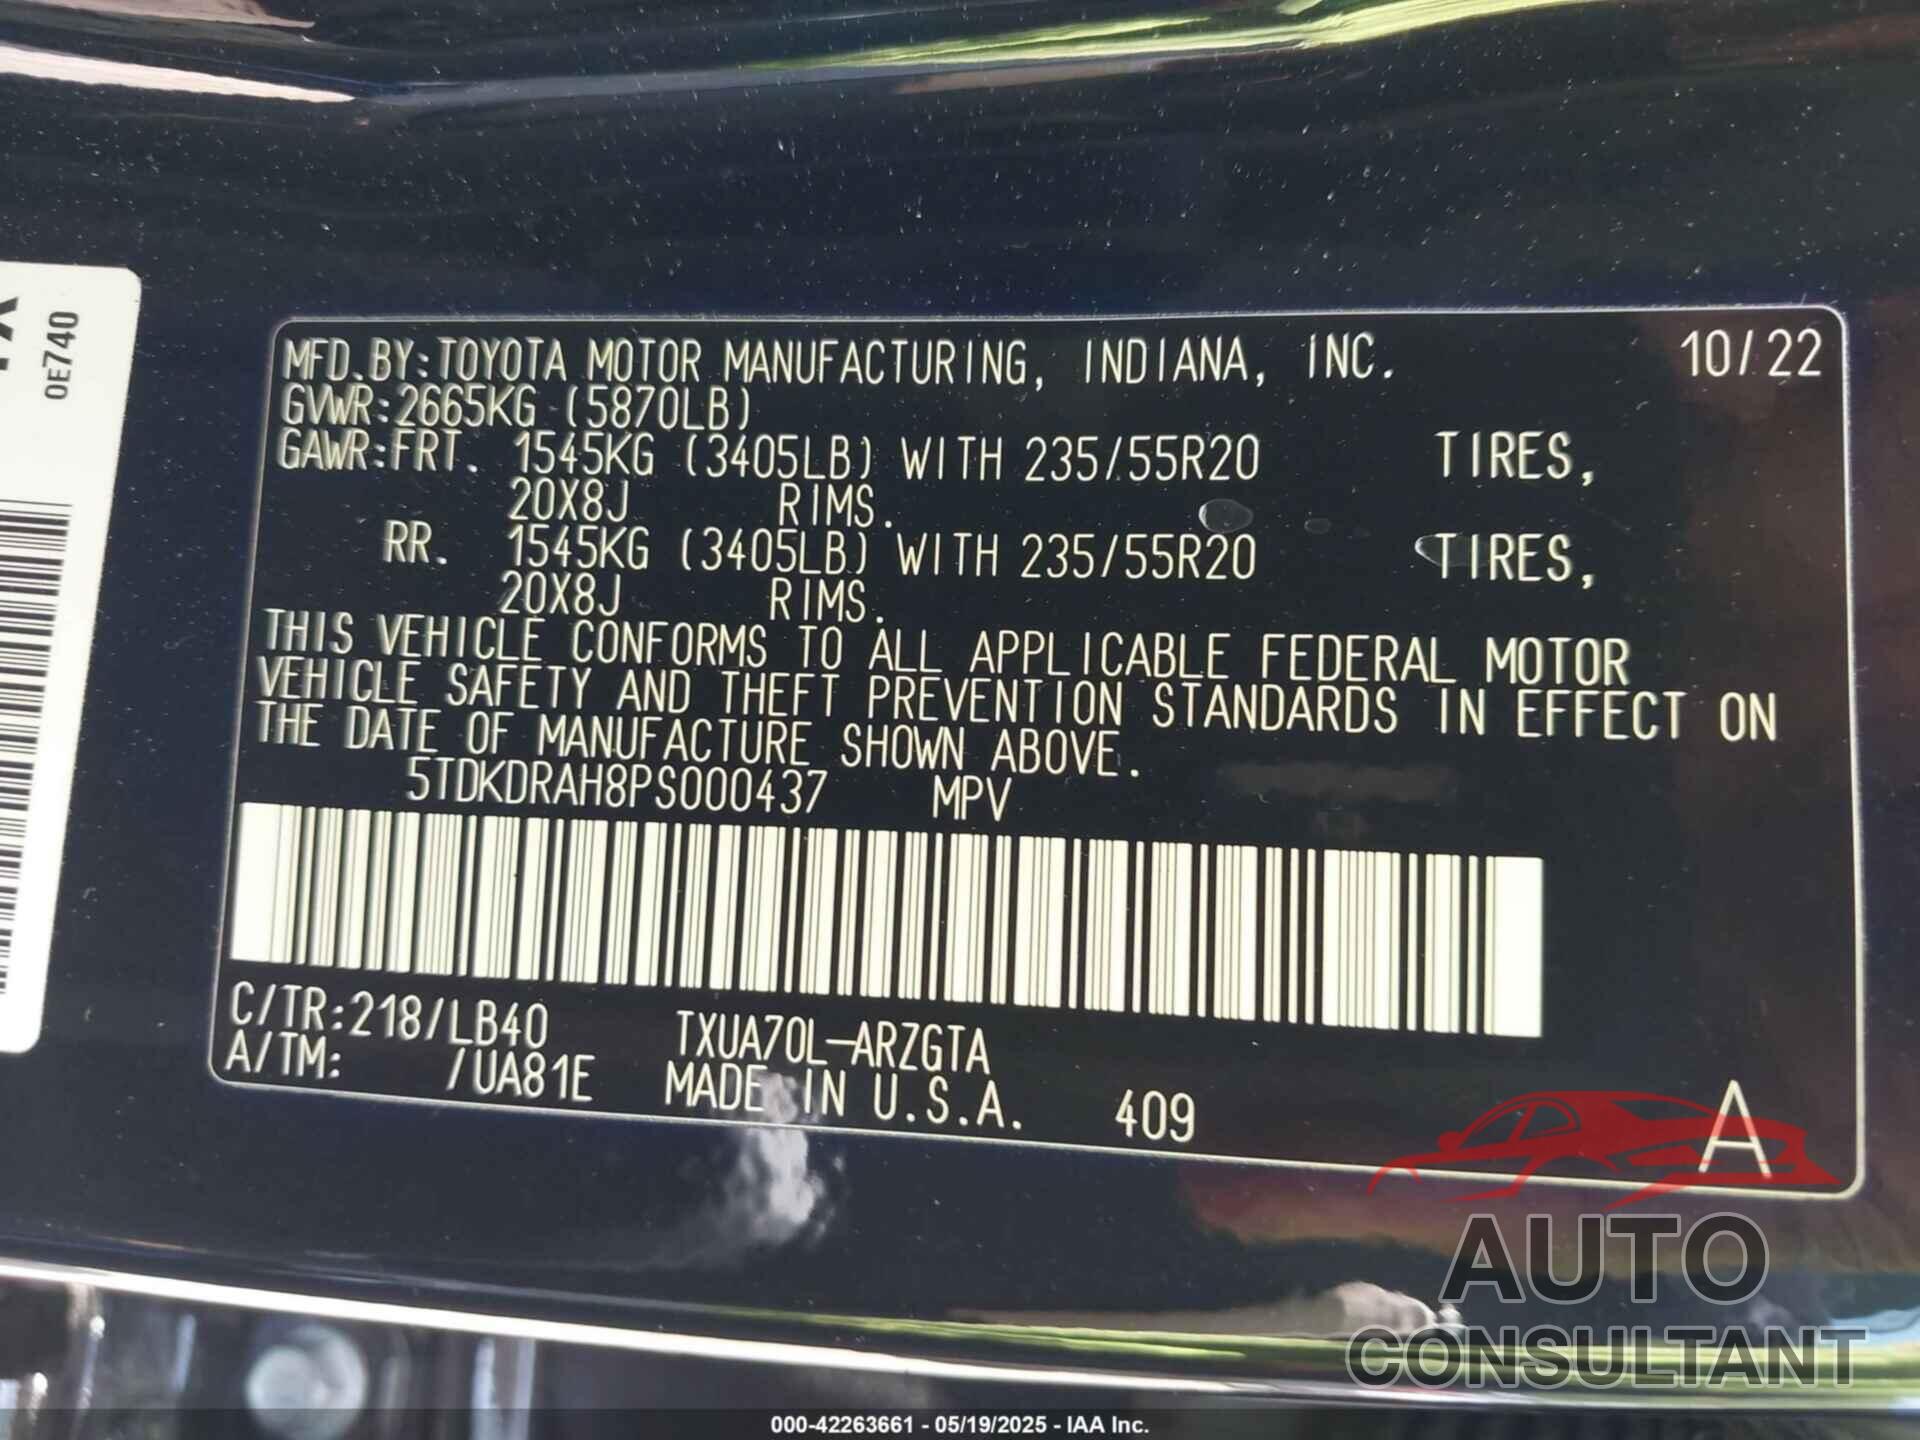 MFD.BY:TOYOTA MOTOR MANUFACTURING, INDIANA, INC. 10/22
GVWR:2665KG (5870LB)
GAWR:FRT. 1545KG (3405LB) WITH 235/55R20 TIRES,
20X8J RIMS.
RR. 1545KG (3405LB) WITH 235/55R20 TIRES,
20X8J RIMS.
THIS VEHICLE CONFORMS TO ALL APPLICABLE FEDERAL MOTOR
VEHICLE SAFETY AND THEFT PREVENTION STANDARDS IN EFFECT ON
THE DATE OF MANUFACTURE SHOWN ABOVE.
5TDKDRAH8PS000437 MPV
C/TR:218/LB40 TXUA70L-ARZGTA
A/TM: /UA81E MADE IN U.S.A. 409 A
0E740
AUTO
CONSULTANT
000-42263661 - 05/19/2025 - IAA Inc.